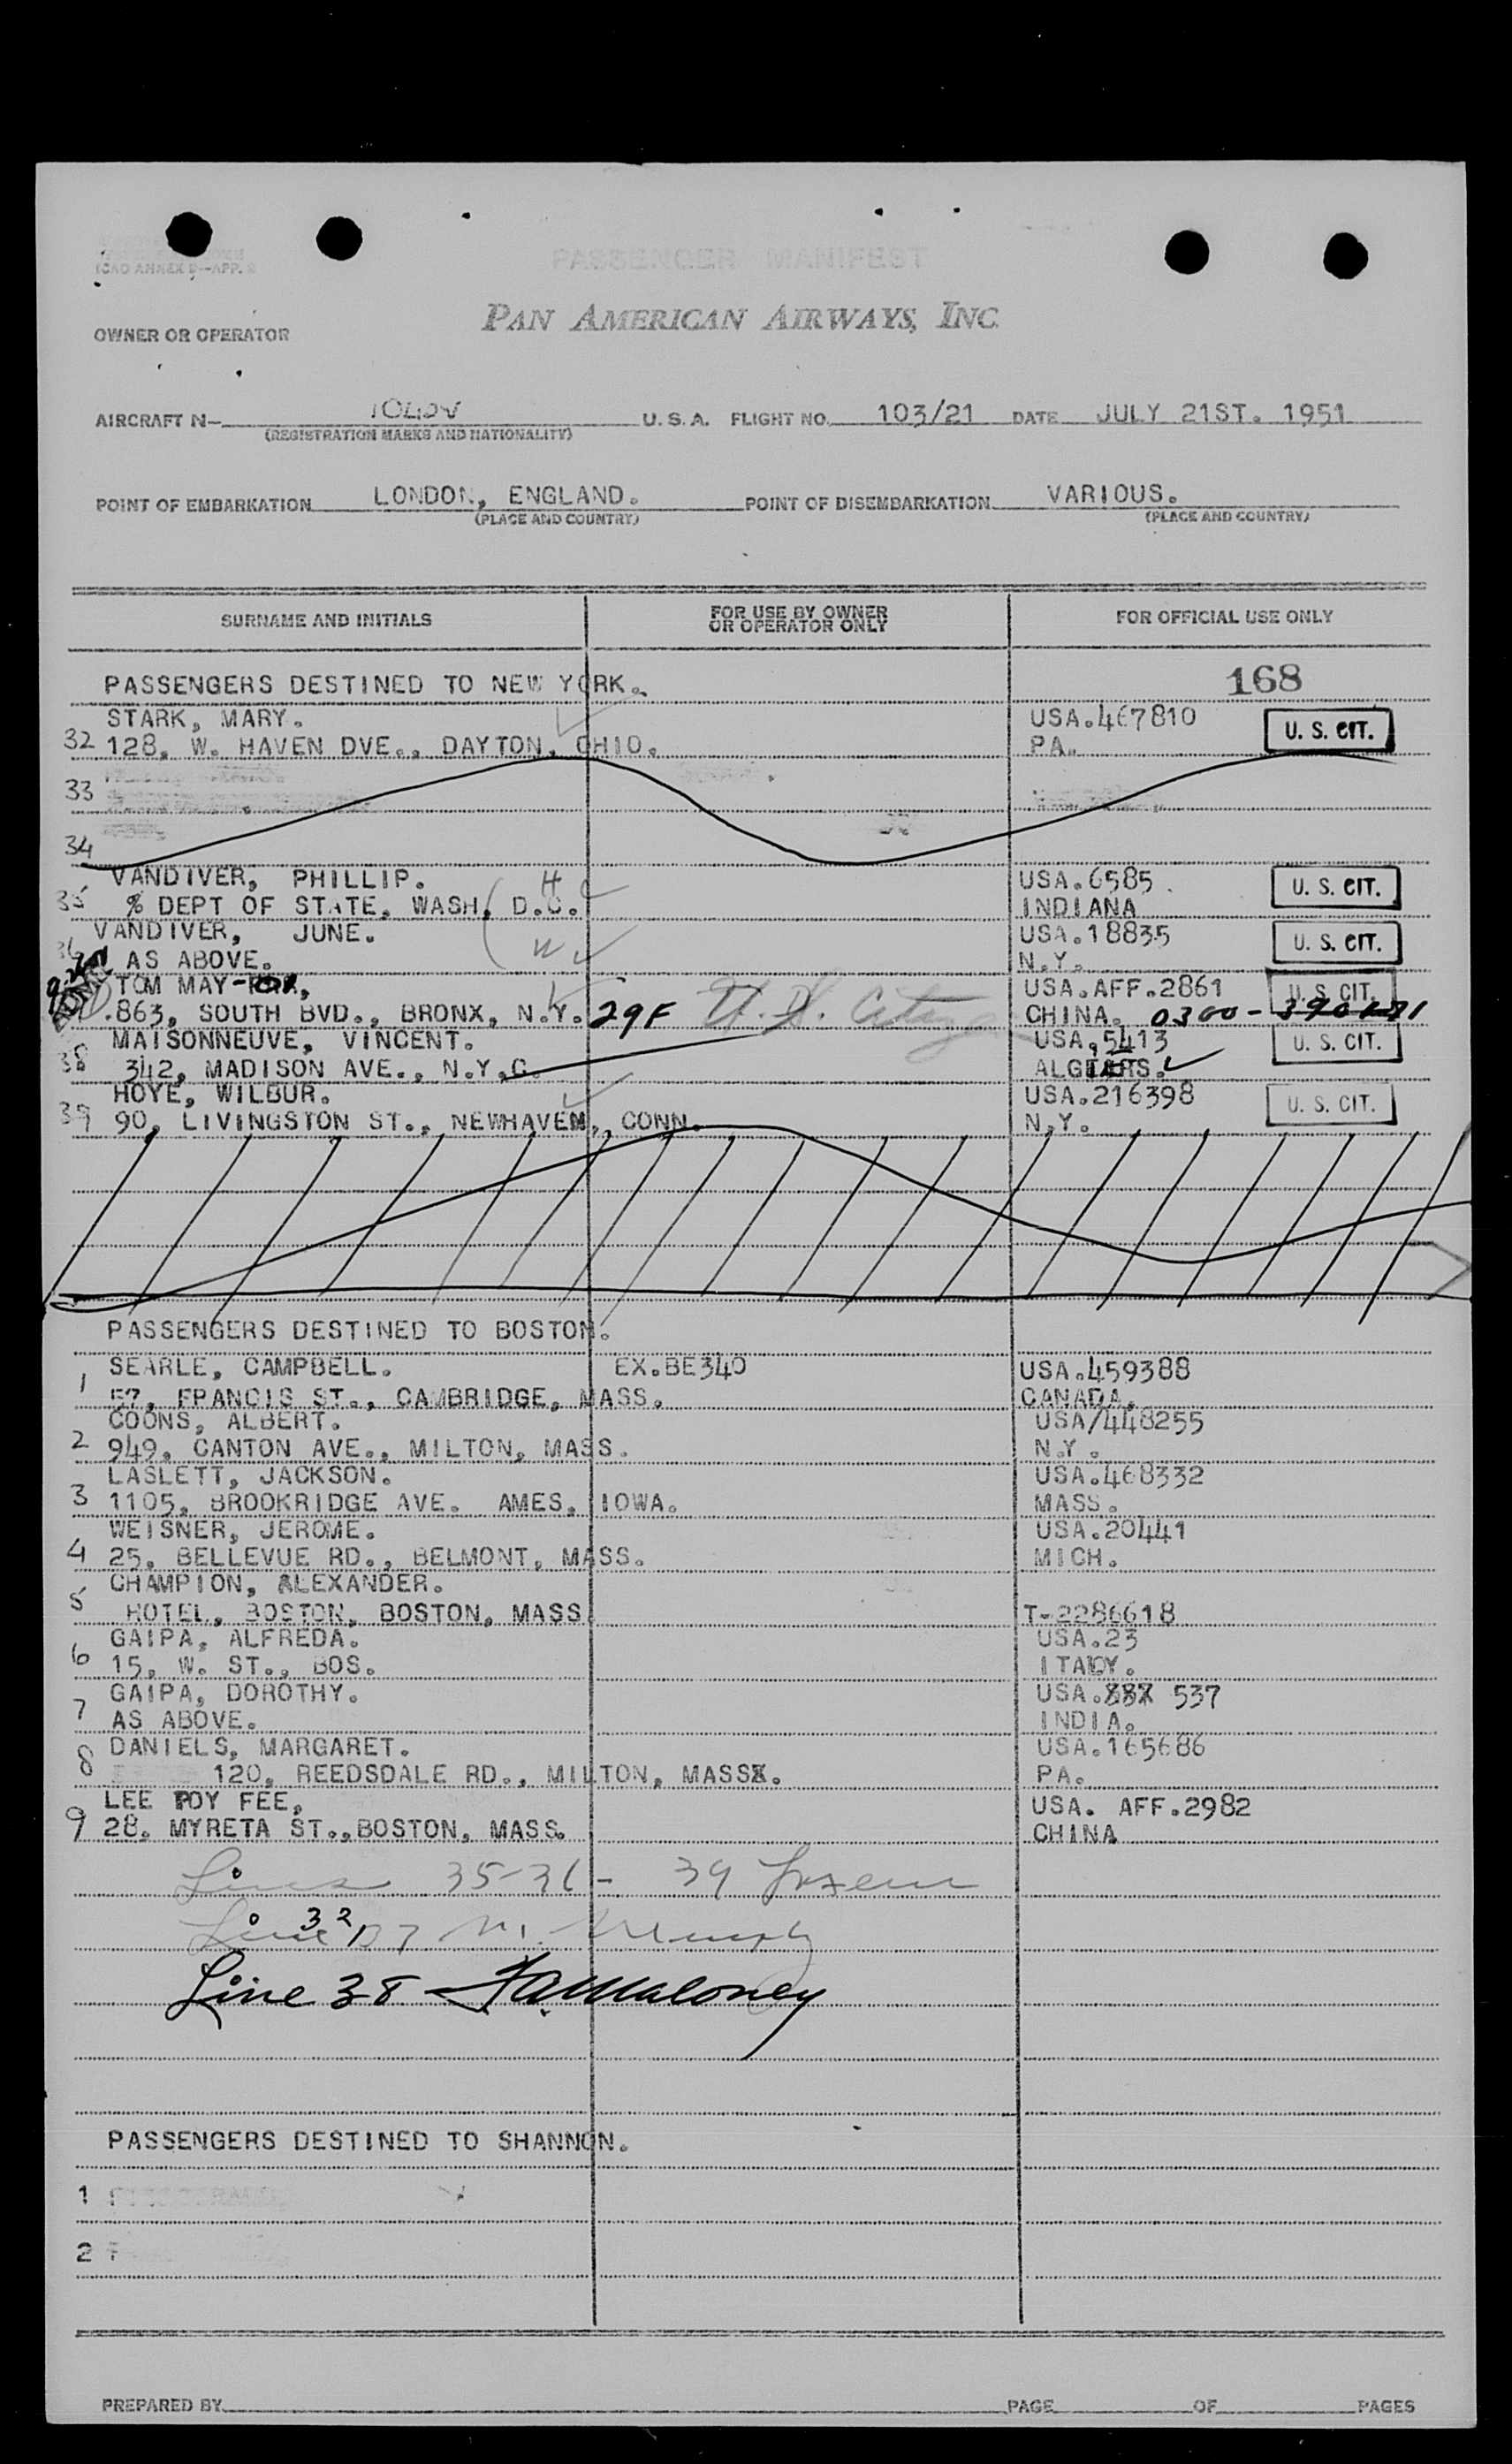 (ICAO ANNEX 9—APP.
PASSENGER MANIFEST
OWNER OR OPERATOR
PAN AMERICAN AIRWAYS, INC
AIRCRAFT N- U.S.A. FLIGHT NO. 103/21 DATE JULY 21ST. 1951
(REGISTRATION MARKS AND NATIONALITY)
POINT OF EMBARKATION LONDON, ENGLAND. POINT OF DISEMBARKATION VARIOUS.
(PLACE AND COUNTRY) (PLACE AND COUNTRY)
SURNAME AND INITIALS FOR USE BY OWNER OR OPERATOR ONLY FOR OFFICIAL USE ONLY
PASSENGERS DESTINED TO NEW YORK. 168
STARK, MARY. USA.467810
32 128, W. HAVEN DVE., DAYTON, OHIO. PA. U. S. CIT.
33
34
VANDIVER, PHILLIP. H USA.6585
35 % DEPT OF STATE, WASH, D.C. INDIANA U. S. CIT.
VANDIVER, JUNE. W USA.18835
36 AS ABOVE. N.Y. U. S. CIT.
TOM MAY- USA.AFF.2861 U. S. CIT.
863, SOUTH BVD., BRONX, N.Y. 29F U. S. Citizen CHINA. 0300-
MAISONNEUVE, VINCENT. USA.5413
38 342, MADISON AVE., N.Y.C. ALGIERS. U. S. CIT.
HOYE, WILBUR. USA.216398
39 90, LIVINGSTON ST., NEWHAVEN, CONN. N.Y. U. S. CIT.
PASSENGERS DESTINED TO BOSTON.
SEARLE, CAMPBELL. EX.BE340 USA.459388
1 57, FRANCIS ST., CAMBRIDGE, MASS. CANADA.
COONS, ALBERT. USA/448255
2 949, CANTON AVE., MILTON, MASS. N.Y.
LASLETT, JACKSON. USA.468332
3 1105, BROOKRIDGE AVE. AMES, IOWA. MASS.
WEISNER, JEROME. USA.20441
4 25, BELLEVUE RD., BELMONT, MASS. MICH.
CHAMPION, ALEXANDER.
5 HOTEL, BOSTON, BOSTON, MASS. T-2286618
GAIPA, ALFREDA. USA.23
6 15, W. ST., BOS. ITALY.
GAIPA, DOROTHY. USA. 537
7 AS ABOVE. INDIA.
DANIELS, MARGARET. USA.165686
8 120, REEDSDALE RD., MILTON, MASSX. PA.
LEE TOY FEE, USA. AFF.2982
9 28. MYRETA ST., BOSTON, MASS. CHINA
Lines 35-36- 39
Line 32
Line 38 - Maloney
PASSENGERS DESTINED TO SHANNON.
1
2
PREPARED BY PAGE OF PAGES